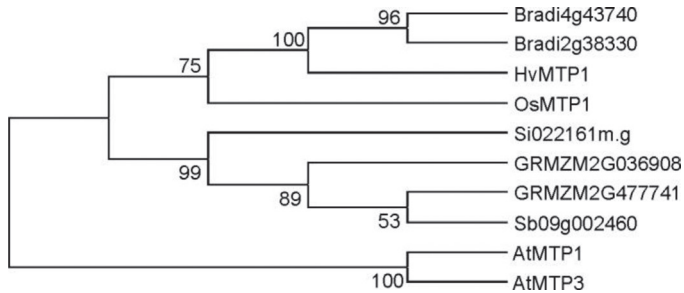 96 Bradi4g43740
Bradi2g38330
100
75
HvMTP1
OsMTP1
Si022161m.g
99
GRMZM2G036908
89
GRMZM2G477741
53
Sb09g002460
AtMTP1
100 AtMTP3